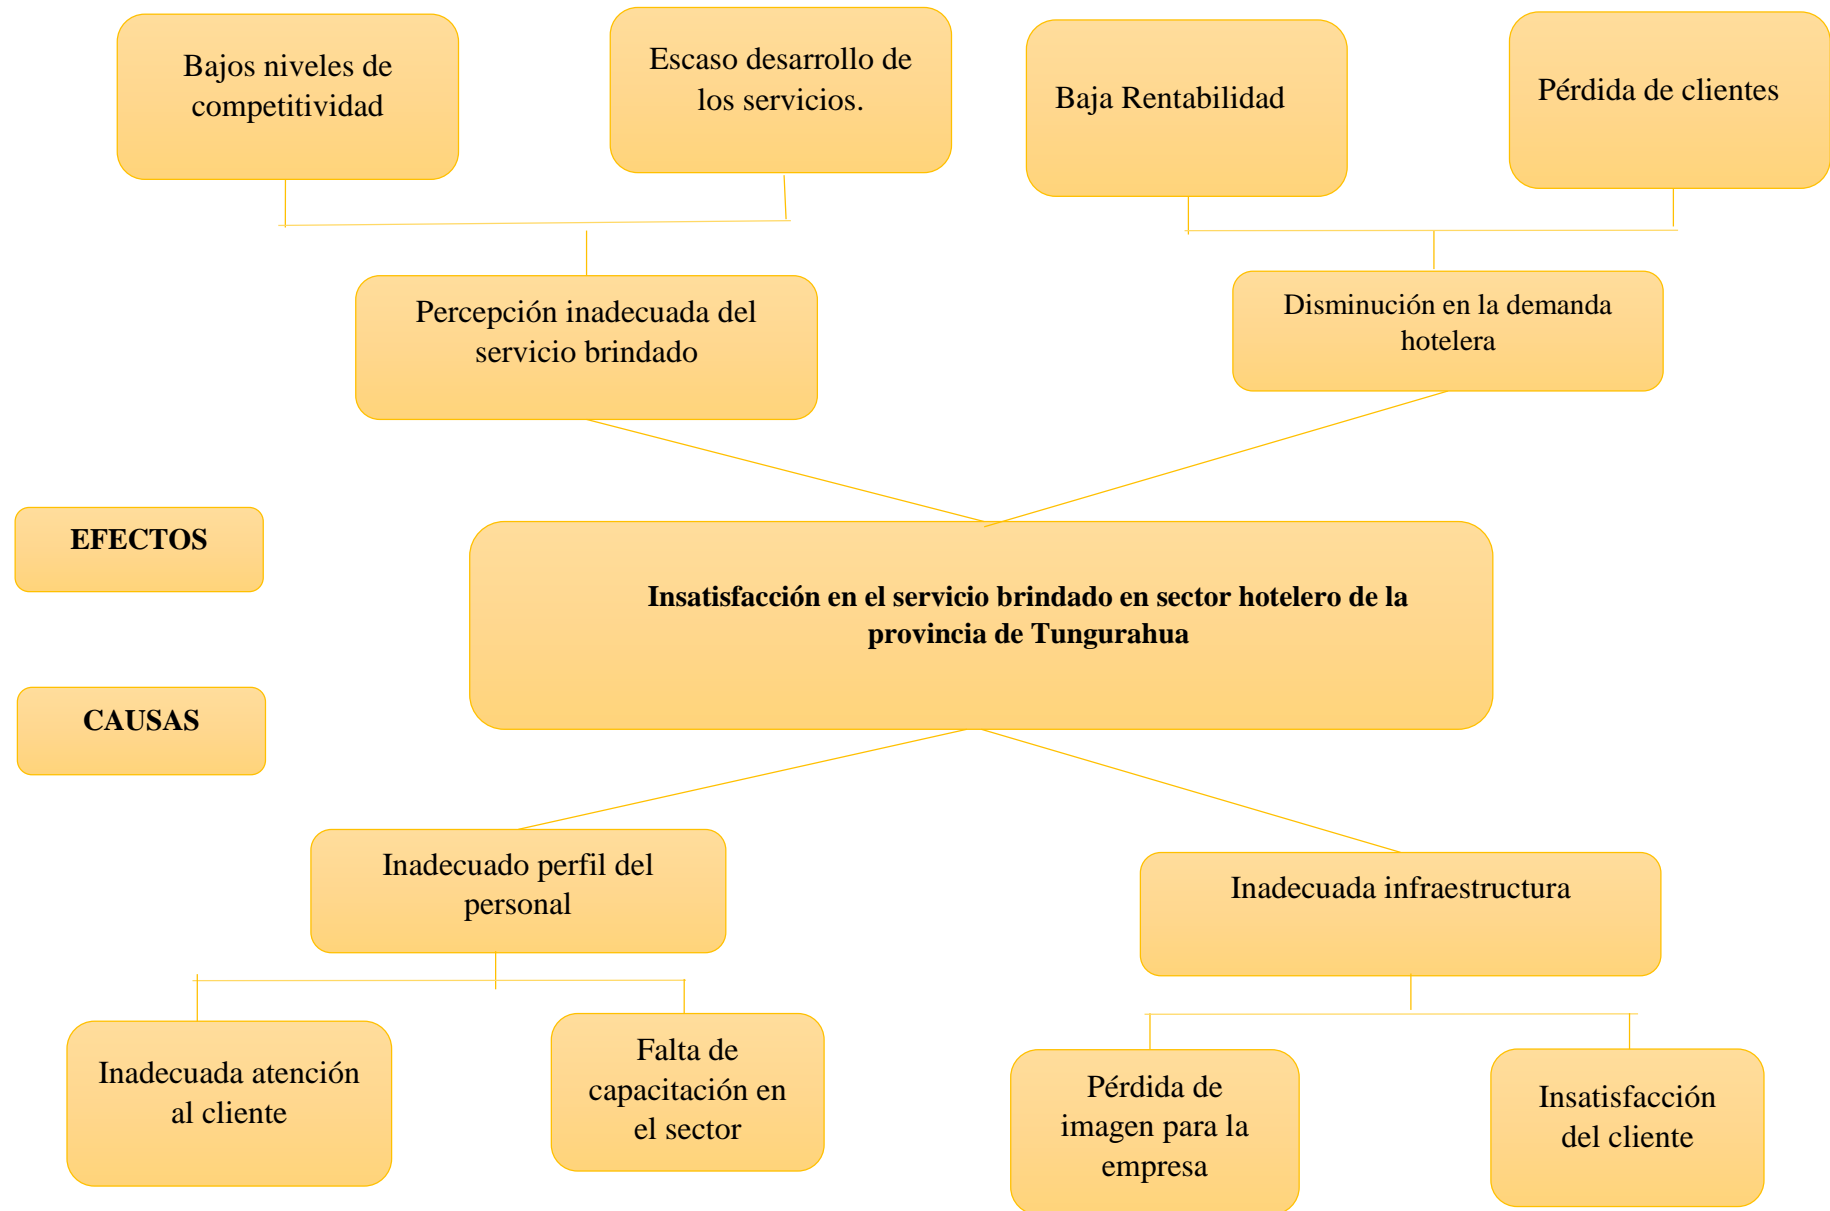 Bajos niveles de
competitividad
Escaso desarrollo de
los servicios.
Baja Rentabilidad
Pérdida de clientes
Percepción inadecuada del
servicio brindado
Disminución en la demanda
hotelera
EFECTOS
Insatisfacción en el servicio brindado en sector hotelero de la
provincia de Tungurahua
CAUSAS
Inadecuado perfil del
personal
Inadecuada infraestructura
Inadecuada atención
al cliente
Falta de
capacitación en
el sector
Pérdida de
imagen para la
empresa
Insatisfacción
del cliente